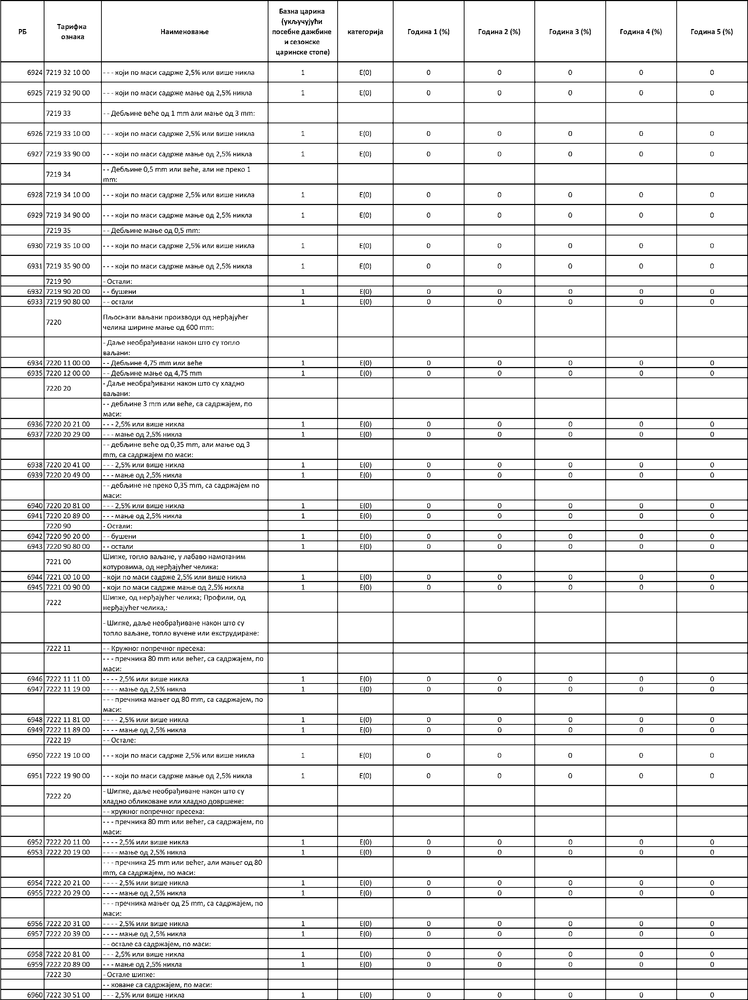 РБ Тарифна ознака Наименовање Базна царина (укључујући посебне дажбине и сезонске царинске стопе) категорија Година 1 (%) Година 2 (%) Година 3 (%) Година 4 (%) Година 5 (%)
6924 7219 32 10 00 - - - који по маси садрже 2,5% или више никла 1 Е(0) 0 0 0 0 0
6925 7219 32 90 00 - - - који по маси садрже мање од 2,5% никла 1 Е(0) 0 0 0 0 0
7219 33 - - Дебљине веће од 1 mm али мање од 3 mm:
6926 7219 33 10 00 - - - који по маси садрже 2,5% или више никла 1 Е(0) 0 0 0 0 0
6927 7219 33 90 00 - - - који по маси садрже мање од 2,5% никла 1 Е(0) 0 0 0 0 0
7219 34 - - Дебљине 0,5 mm или веће, али не преко 1
mm:
6928 7219 34 10 00 - - - који по маси садрже 2,5% или више никла 1 Е(0) 0 0 0 0 0
6929 7219 34 90 00 - - - који по маси садрже мање од 2,5% никла 1 Е(0) 0 0 0 0 0
7219 35 - - Дебљине мање од 0,5 mm:
6930 7219 35 10 00 - - - који по маси садрже 2,5% или више никла 1 Е(0) 0 0 0 0 0
6931 7219 35 90 00 - - - који по маси садрже мање од 2,5% никла 1 Е(0) 0 0 0 0 0
7219 90 - Остали:
6932 7219 90 20 00 - - бушени 1 Е(0) 0 0 0 0 0
6933 7219 90 80 00 - - остали 1 Е(0) 0 0 0 0 0
7220 Пљоснати ваљани производи од нерђајућег
челика ширине мање од 600 mm:
- Даље необрађивани након што су топло
ваљани:
6934 7220 11 00 00 - - Дебљине 4,75 mm или веће 1 Е(0) 0 0 0 0 0
6935 7220 12 00 00 - - Дебљине мање од 4,75 mm 1 Е(0) 0 0 0 0 0
7220 20 - Даље необрађивани након што су хладно
ваљани:
- - дебљине 3 mm или веће, са садржајем, по
маси:
6936 7220 20 21 00 - - - 2,5% или више никла 1 Е(0) 0 0 0 0 0
6937 7220 20 29 00 - - - мање од 2,5% никла 1 Е(0) 0 0 0 0 0
- - дебљине веће од 0,35 mm, али мање од 3
mm, са садржајем по маси:
6938 7220 20 41 00 - - - 2,5% или више никла 1 Е(0) 0 0 0 0 0
6939 7220 20 49 00 - - - мање од 2,5% никла 1 Е(0) 0 0 0 0 0
- - дебљине не преко 0,35 mm, са садржајем по
маси:
6940 7220 20 81 00 - - - 2,5% или више никла 1 Е(0) 0 0 0 0 0
6941 7220 20 89 00 - - - мање од 2,5% никла 1 Е(0) 0 0 0 0 0
7220 90 - Остали:
6942 7220 90 20 00 - - бушени 1 Е(0) 0 0 0 0 0
6943 7220 90 80 00 - - остали 1 Е(0) 0 0 0 0 0
7221 00 Шипке, топло ваљане, у лабаво намотаним
котуровима, од нерђајућег челика:
6944 7221 00 10 00 - који по маси садрже 2,5% или више никла 1 Е(0) 0 0 0 0 0
6945 7221 00 90 00 - који по маси садрже мање од 2,5% никла 1 Е(0) 0 0 0 0 0
7222 Шипке, од нерђајућег челика; Профили, од
нерђајућег челика,:
- Шипке, даље необрађиване након што су
топло ваљане, топло вучене или екструдиране:
7222 11 - - Кружног попречног пресека:
- - - пречника 80 mm или већег, са садржајем, по
маси:
6946 7222 11 11 00 - - - - 2,5% или више никла 1 Е(0) 0 0 0 0 0
6947 7222 11 19 00 - - - - мање од 2,5% никла 1 Е(0) 0 0 0 0 0
- - - пречника мањег од 80 mm, са садржајем, по
маси:
6948 7222 11 81 00 - - - - 2,5% или више никла 1 Е(0) 0 0 0 0 0
6949 7222 11 89 00 - - - - мање од 2,5% никла 1 Е(0) 0 0 0 0 0
7222 19 - - Остале:
6950 7222 19 10 00 - - - који по маси садрже 2,5% или више никла 1 Е(0) 0 0 0 0 0
6951 7222 19 90 00 - - - који по маси садрже мање од 2,5% никла 1 Е(0) 0 0 0 0 0
7222 20 - Шипке, даље необрађиване након што су
хладно обликоване или хладно довршене:
- - кружног попречног пресека:
- - - пречника 80 mm или већег, са садржајем, по
маси:
6952 7222 20 11 00 - - - - 2,5% или више никла 1 Е(0) 0 0 0 0 0
6953 7222 20 19 00 - - - - мање од 2,5% никла 1 Е(0) 0 0 0 0 0
- - - пречника 25 mm или већег, али мањег од 80
mm, са садржајем, по маси:
6954 7222 20 21 00 - - - - 2,5% или више никла 1 Е(0) 0 0 0 0 0
6955 7222 20 29 00 - - - - мање од 2,5% никла 1 Е(0) 0 0 0 0 0
- - - пречника мањег од 25 mm, са садржајем, по
маси:
6956 7222 20 31 00 - - - - 2,5% или више никла 1 Е(0) 0 0 0 0 0
6957 7222 20 39 00 - - - - мање од 2,5% никла 1 Е(0) 0 0 0 0 0
- - остале са садржајем, по маси:
6958 7222 20 81 00 - - - 2,5% или више никла 1 Е(0) 0 0 0 0 0
6959 7222 20 89 00 - - - мање од 2,5% никла 1 Е(0) 0 0 0 0 0
7222 30 - Остале шипке:
- - коване са садржајем, по маси:
6960 7222 30 51 00 - - - 2,5% или више никла 1 Е(0) 0 0 0 0 0